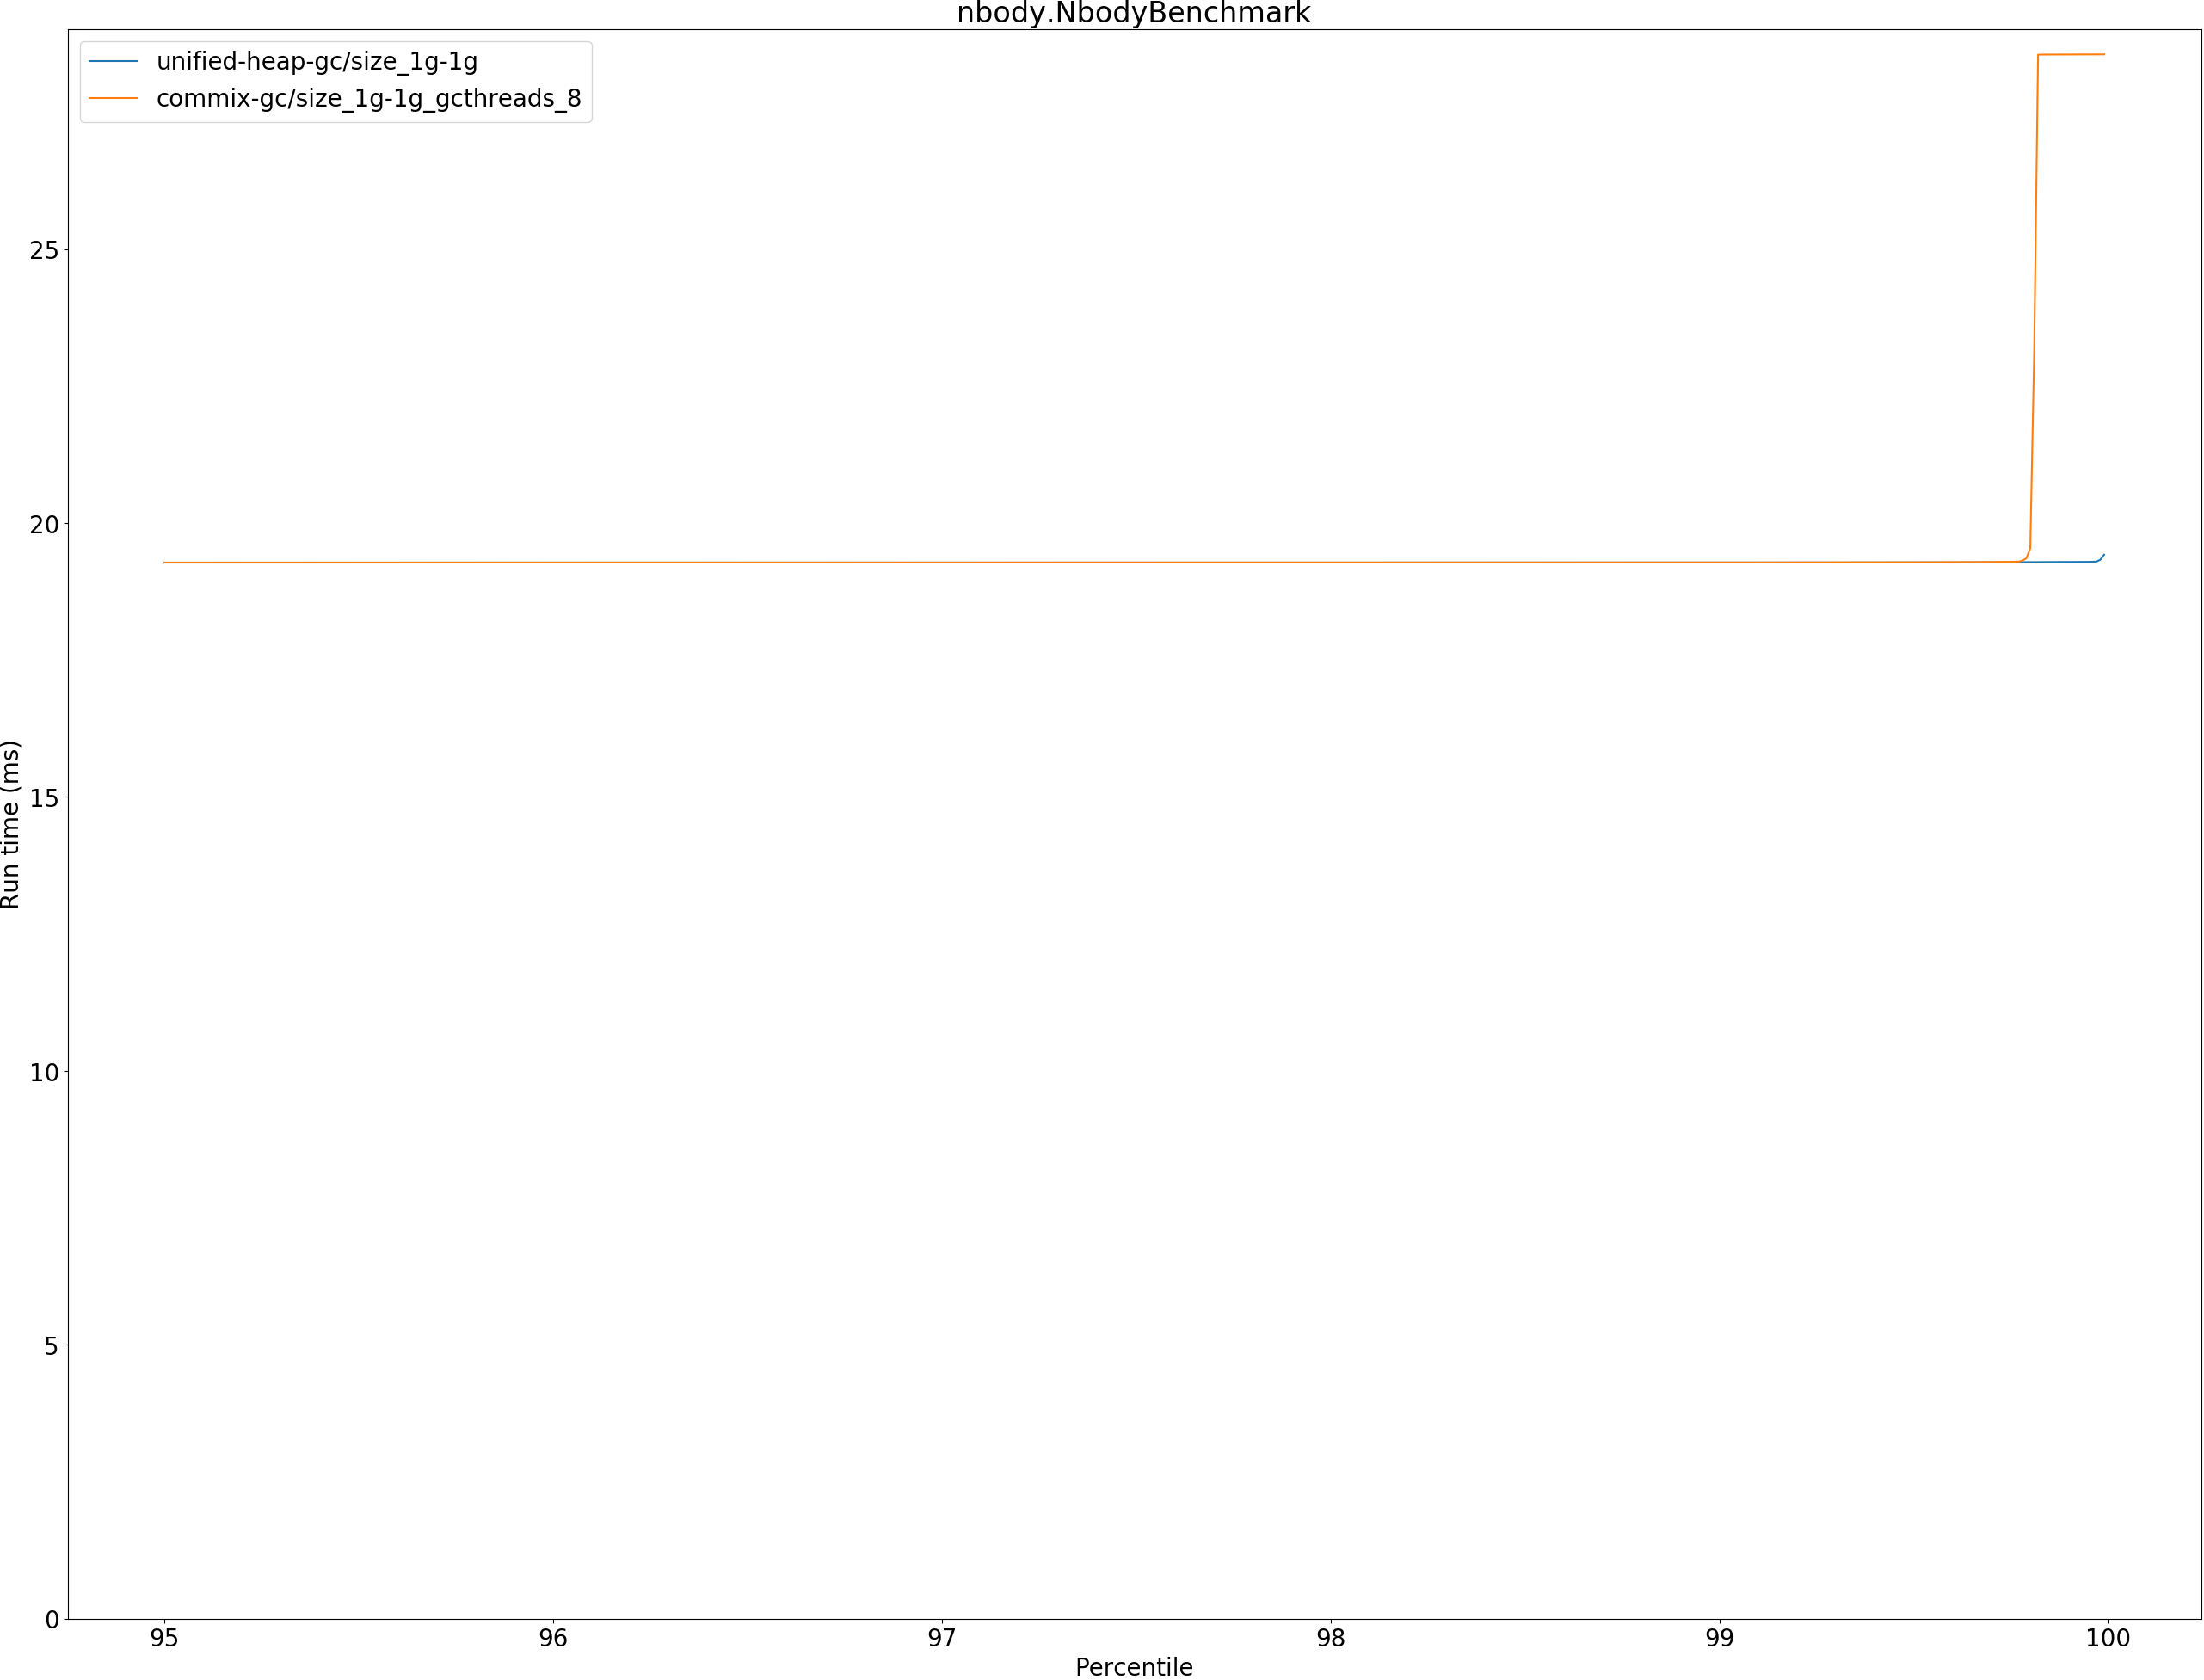 nbody.NbodyBenchmark
unified-heap-gc/size_1g-1g
commix-gc/size_1g-1g_gcthreads_8
25
20
15
10
5
0
Run time (ms)
95 96 97 98 99 100
Percentile